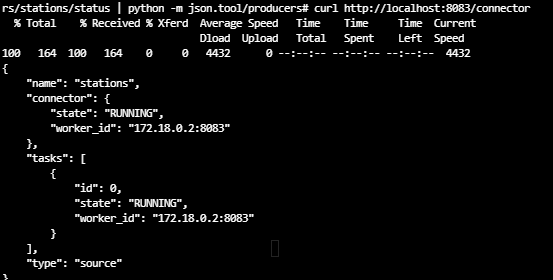 rs/stations/status | python -m json.tool/producers# curl http://localhost:8083/connector
  % Total    % Received % Xferd  Average Speed   Time    Time     Time  Current
                                 Dload  Upload   Total   Spent    Left  Speed
100   164  100   164    0     0   4432      0 --:--:-- --:--:-- --:--:--  4432
{
    "name": "stations",
    "connector": {
        "state": "RUNNING",
        "worker_id": "172.18.0.2:8083"
    },
    "tasks": [
        {
            "id": 0,
            "state": "RUNNING",
            "worker_id": "172.18.0.2:8083"
        }
    ],
    "type": "source"
}